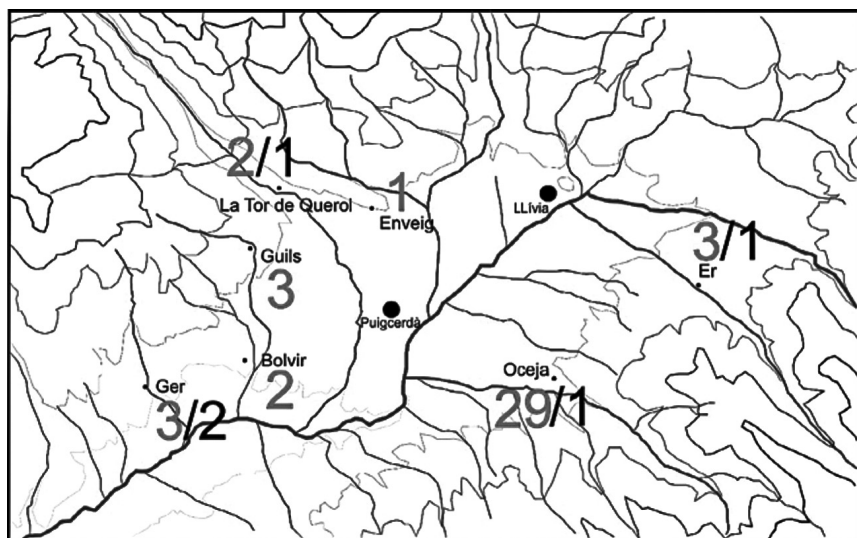 2/1
La Tor de Querol
1
Enveig
LLívia
3/1
Er
Guils
3
Puigcerdà
Bolvir
2
Ger
3/2
Oceja
29/1